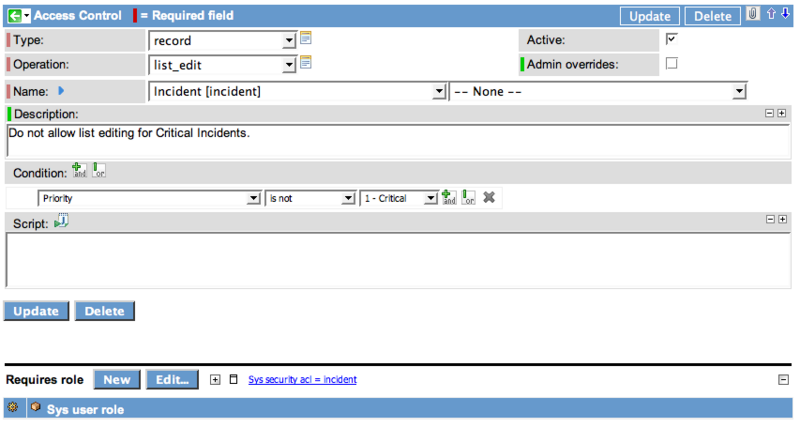 Access Control = Required field Update Delete
Type: record Active:
Operation: list_edit Admin overrides:
Name: Incident [incident] -- None --
Description:
Do not allow list editing for Critical Incidents.
Condition: and or
Priority is not 1 - Critical and or
Script:
Update Delete
Requires role New Edit... Sys security acl = incident
Sys user role